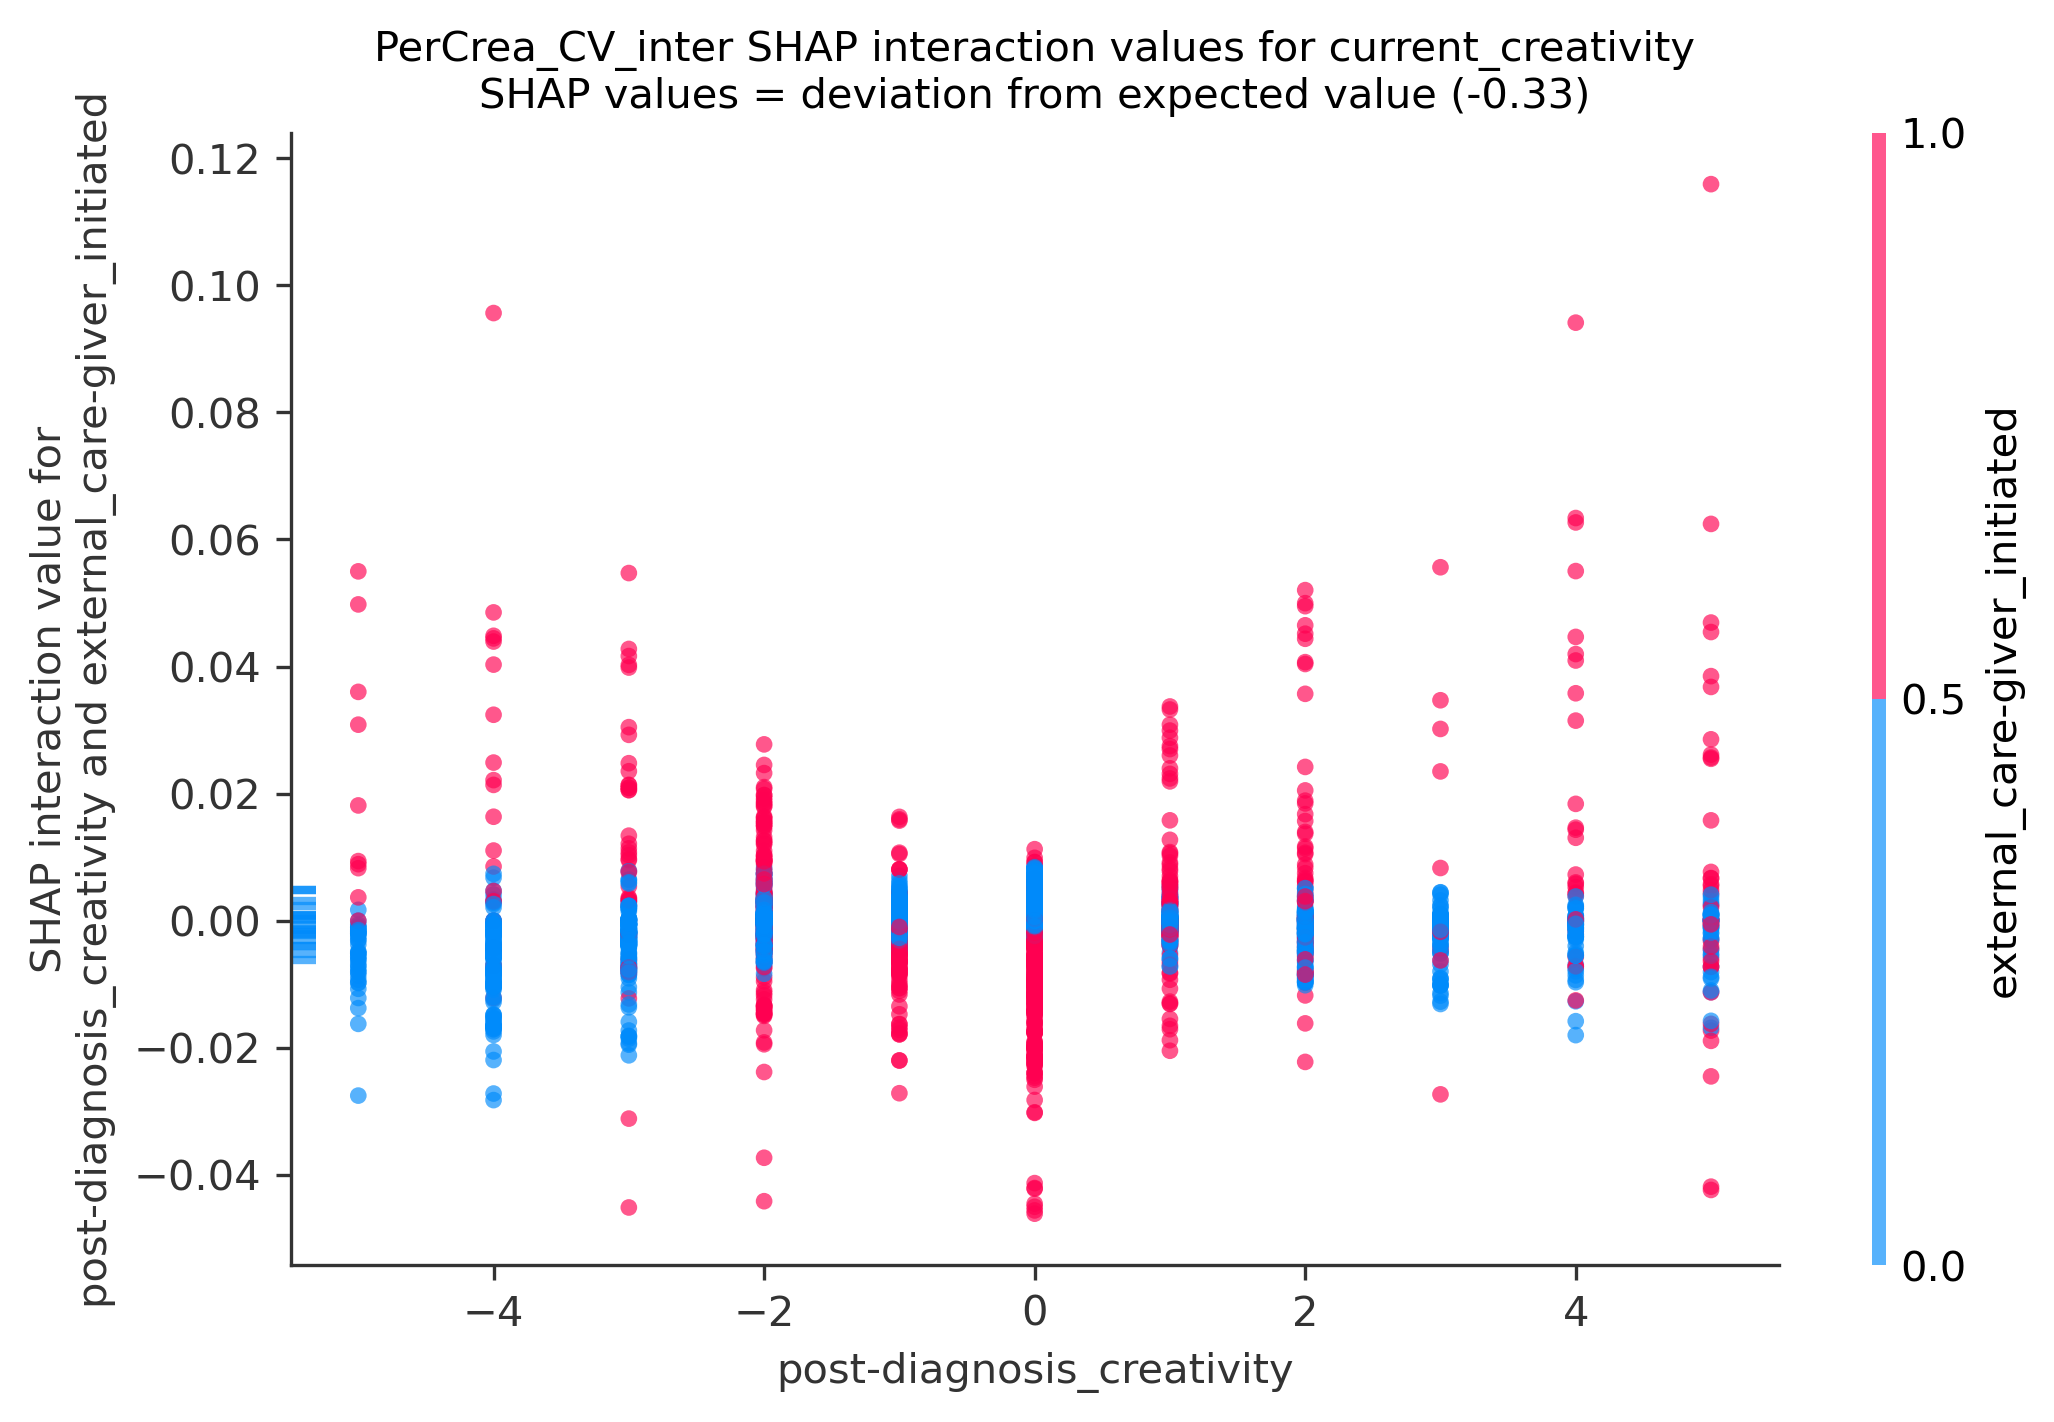 PerCrea_CV_inter SHAP interaction values for current_creativity
SHAP values = deviation from expected value (-0.33)
SHAP interaction value for
post-diagnosis_creativity and external_care-giver_initiated
0.12
0.10
0.08
0.06
0.04
0.02
0.00
−0.02
−0.04
−4
−2
0
2
4
post-diagnosis_creativity
1.0
0.5
0.0
external_care-giver_initiated